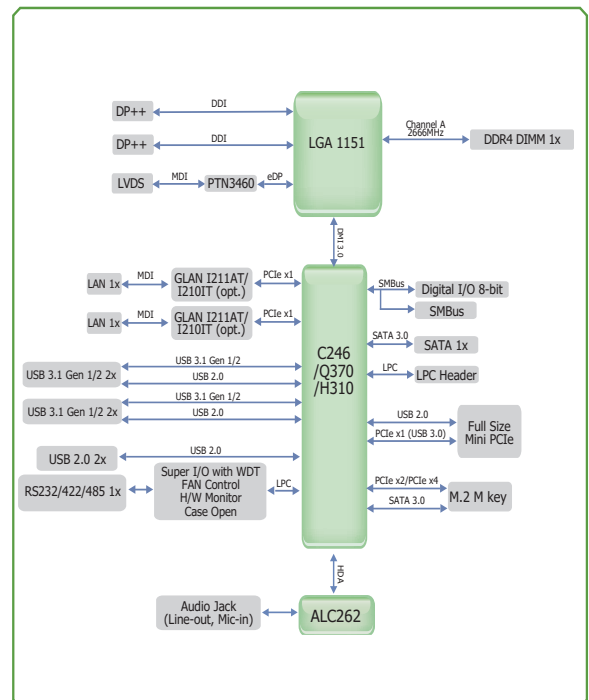 DP++
DDI
DP++
DDI
LVDS
MDI
PTN3460
eDP
LGA 1151
Channel A
2666MHz
DDR4 DIMM 1x
DMI 3.0
LAN 1x
MDI
GLAN I211AT/
I210IT (opt.)
PCIe x1
LAN 1x
MDI
GLAN I211AT/
I210IT (opt.)
PCIe x1
USB 3.1 Gen 1/2 2x
USB 3.1 Gen 1/2
USB 2.0
USB 3.1 Gen 1/2 2x
USB 3.1 Gen 1/2
USB 2.0
USB 2.0 2x
USB 2.0
RS232/422/485 1x
Super I/O with WDT
FAN Control
H/W Monitor
Case Open
LPC
C246
/Q370
/H310
SMBus
Digital I/O 8-bit
SMBus
SATA 3.0
SATA 1x
LPC
LPC Header
USB 2.0
PCIe x1 (USB 3.0)
Full Size
Mini PCIe
PCIe x2/PCIe x4
SATA 3.0
M.2 M key
HDA
Audio Jack
(Line-out, Mic-in)
ALC262